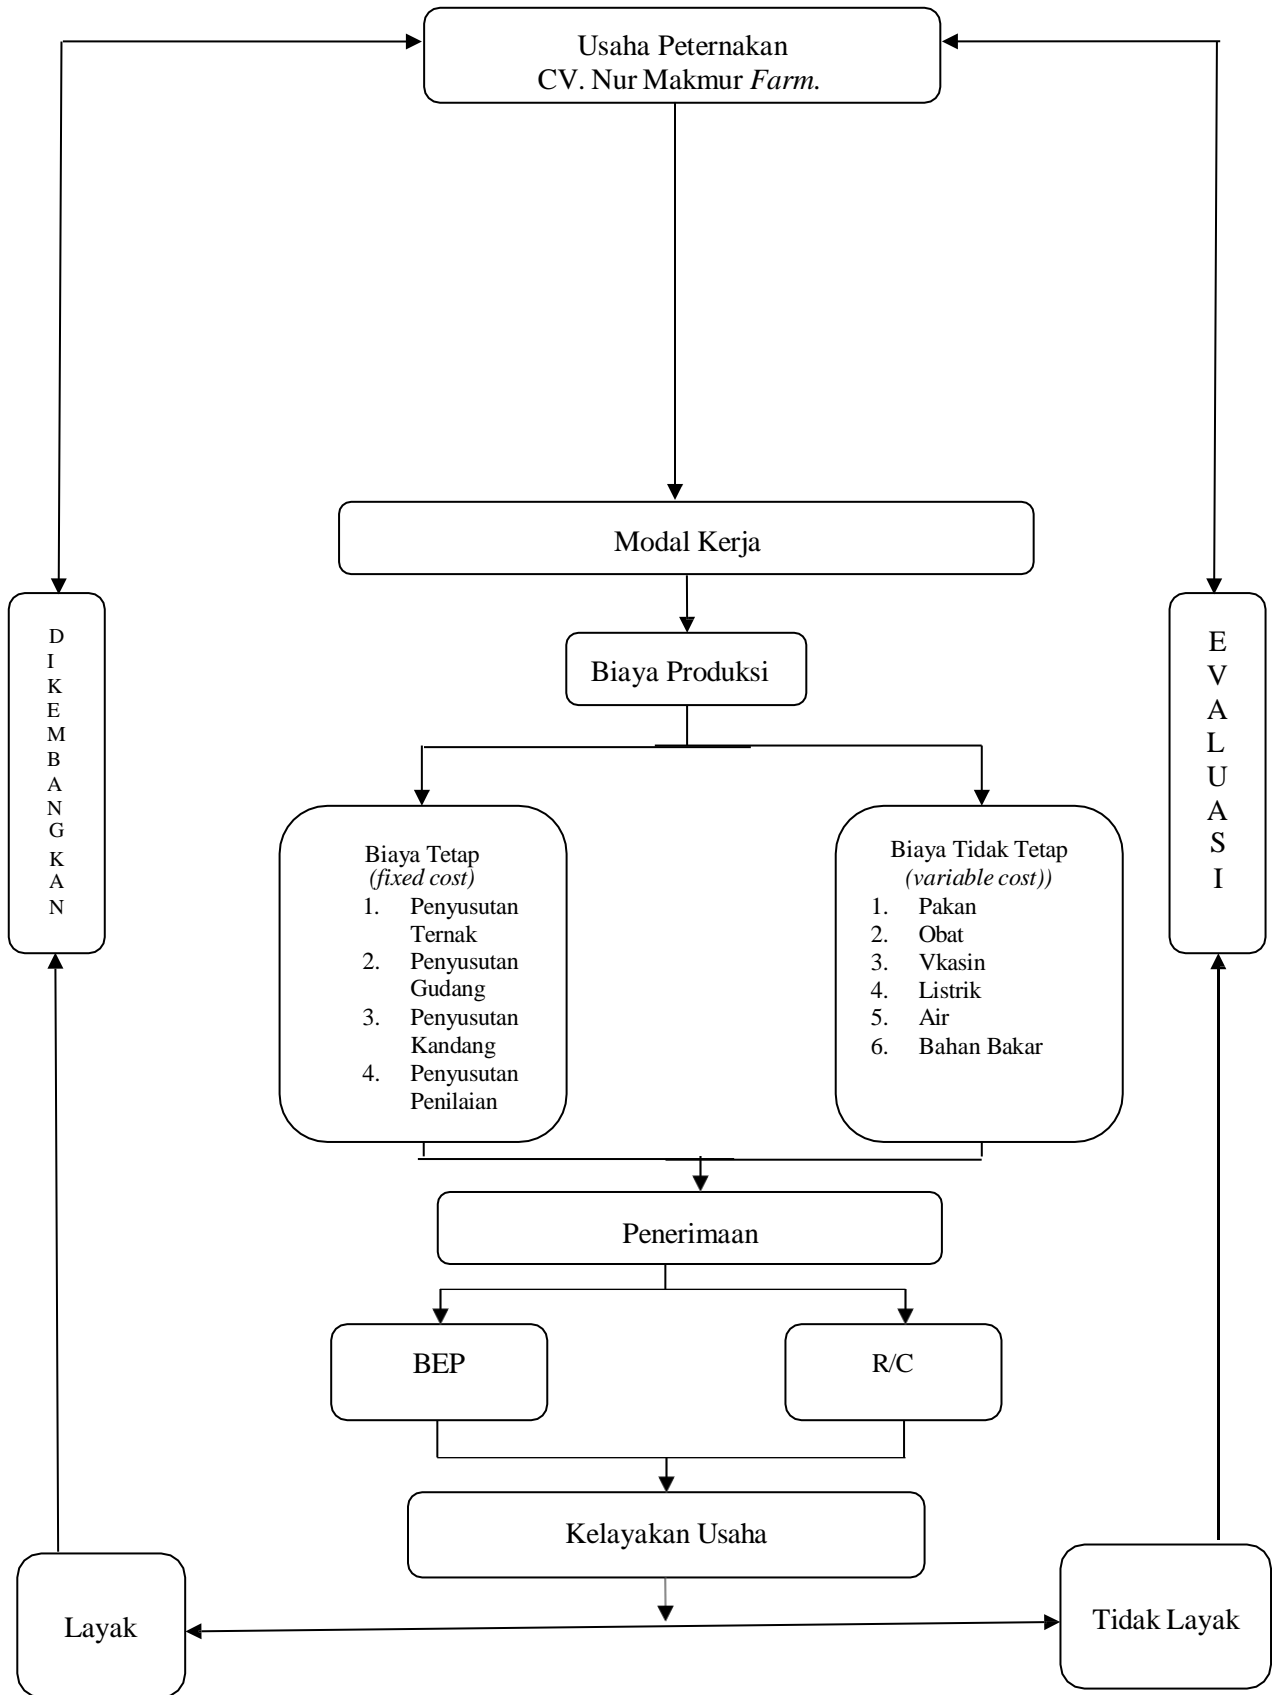 Usaha Peternakan
CV. Nur Makmur Farm.
Modal Kerja
Biaya Produksi
D
I
K
E
M
B
A
N
G
K
A
N
E
V
A
L
U
A
S
I
Biaya Tetap
(fixed cost)
1. Penyusutan
Ternak
2. Penyusutan
Gudang
3. Penyusutan
Kandang
4. Penyusutan
Penilaian
Biaya Tidak Tetap
(variable cost))
1. Pakan
2. Obat
3. Vkasin
4. Listrik
5. Air
6. Bahan Bakar
Penerimaan
BEP
R/C
Kelayakan Usaha
Layak
Tidak Layak